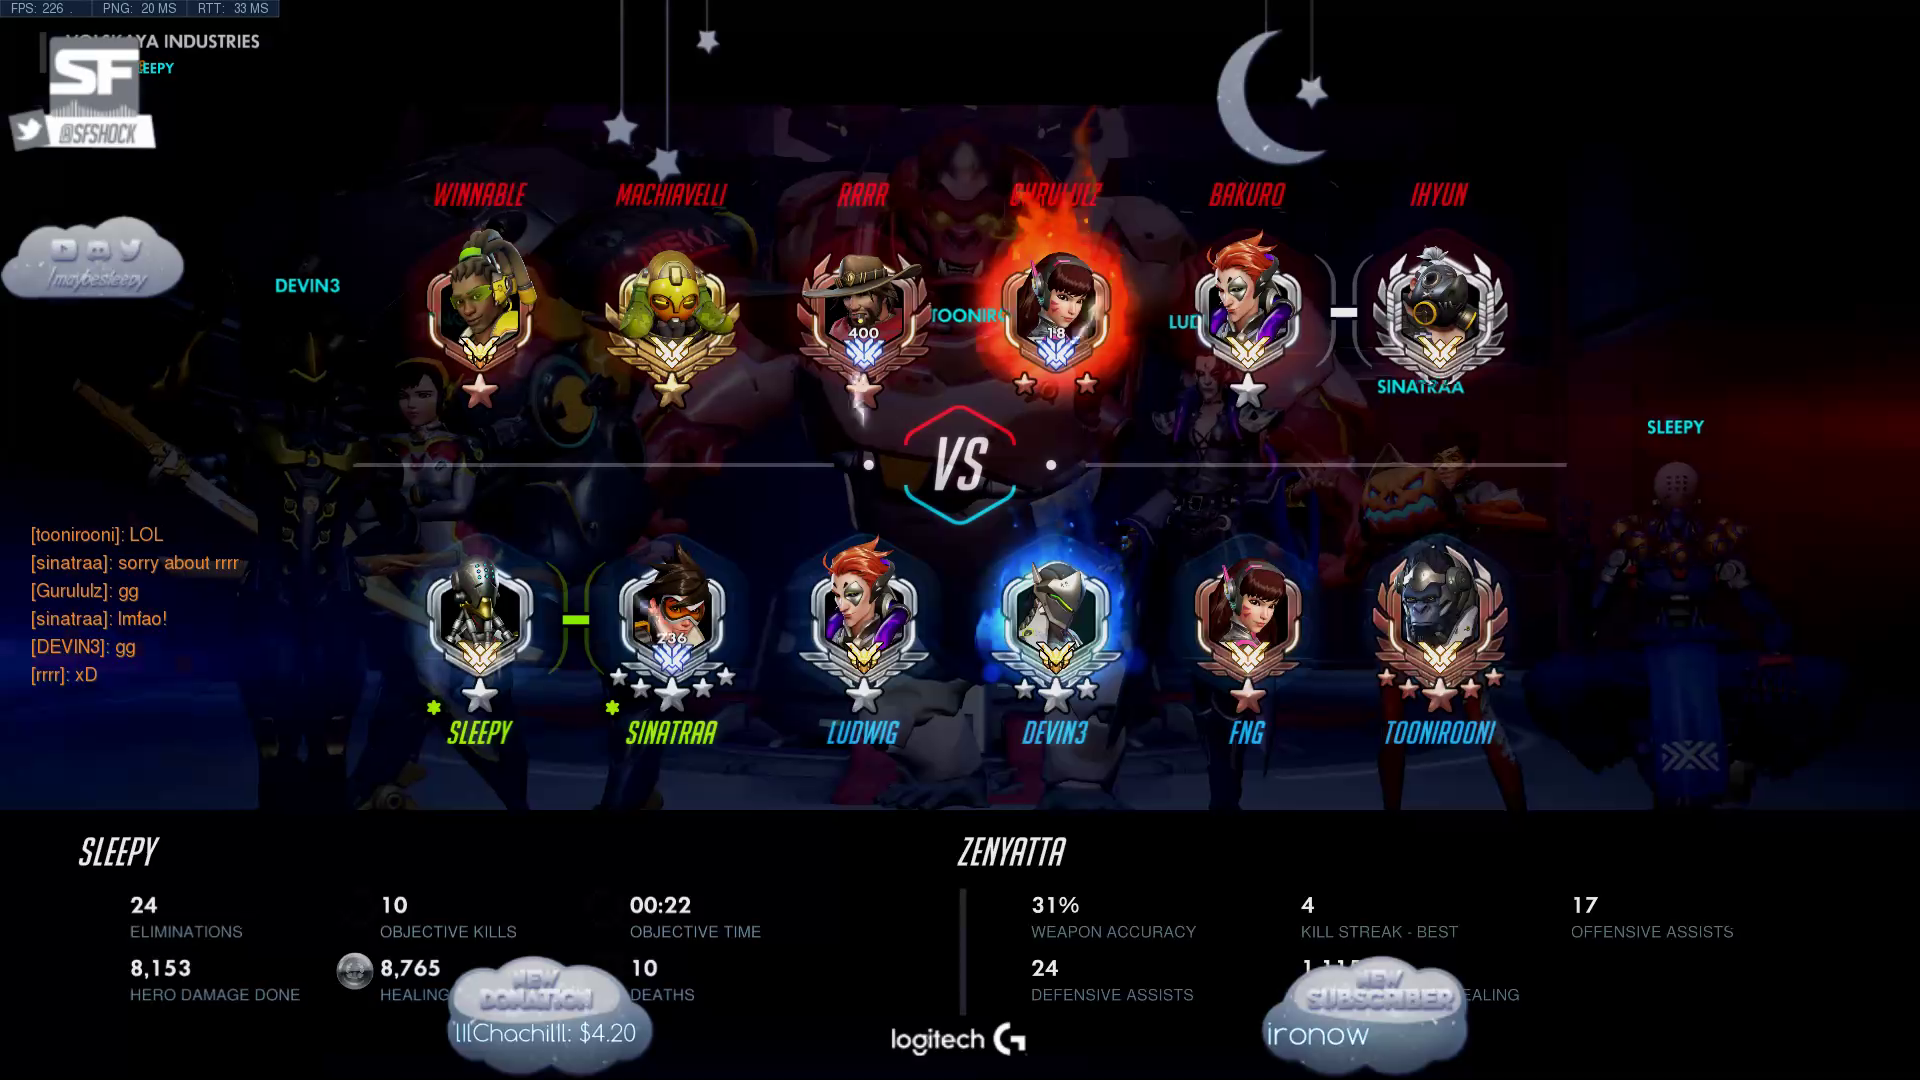 FPS: 226 . PNG: 20 MS RTT: 33 MS
VOLSKAYA INDUSTRIES
SF
@SFSHOCK
/maybesleepy
WINNABLE MACHIAVELLI RRRR GURULULZ BAKURO IHYUN
DEVIN3
400
18
SINATRAA
SLEEPY
VS
[toonirooni]: LOL
[sinatraa]: sorry about rrrr
[Gurululz]: gg
[sinatraa]: lmfao!
[DEVIN3]: gg
[rrrr]: xD
236
SLEEPY SINATRAA LUDWIG DEVIN3 FNG TOONIROONI
SLEEPY ZENYATTA
24 10 00:22 31% 4 17
ELIMINATIONS OBJECTIVE KILLS OBJECTIVE TIME WEAPON ACCURACY KILL STREAK - BEST OFFENSIVE ASSISTS
8,153 8,765 10 24
HERO DAMAGE DONE HEALING DEATHS DEFENSIVE ASSISTS
NEW DONATION
NEW SUBSCRIBER
lllChachilll: $4.20
logitech G
ironow